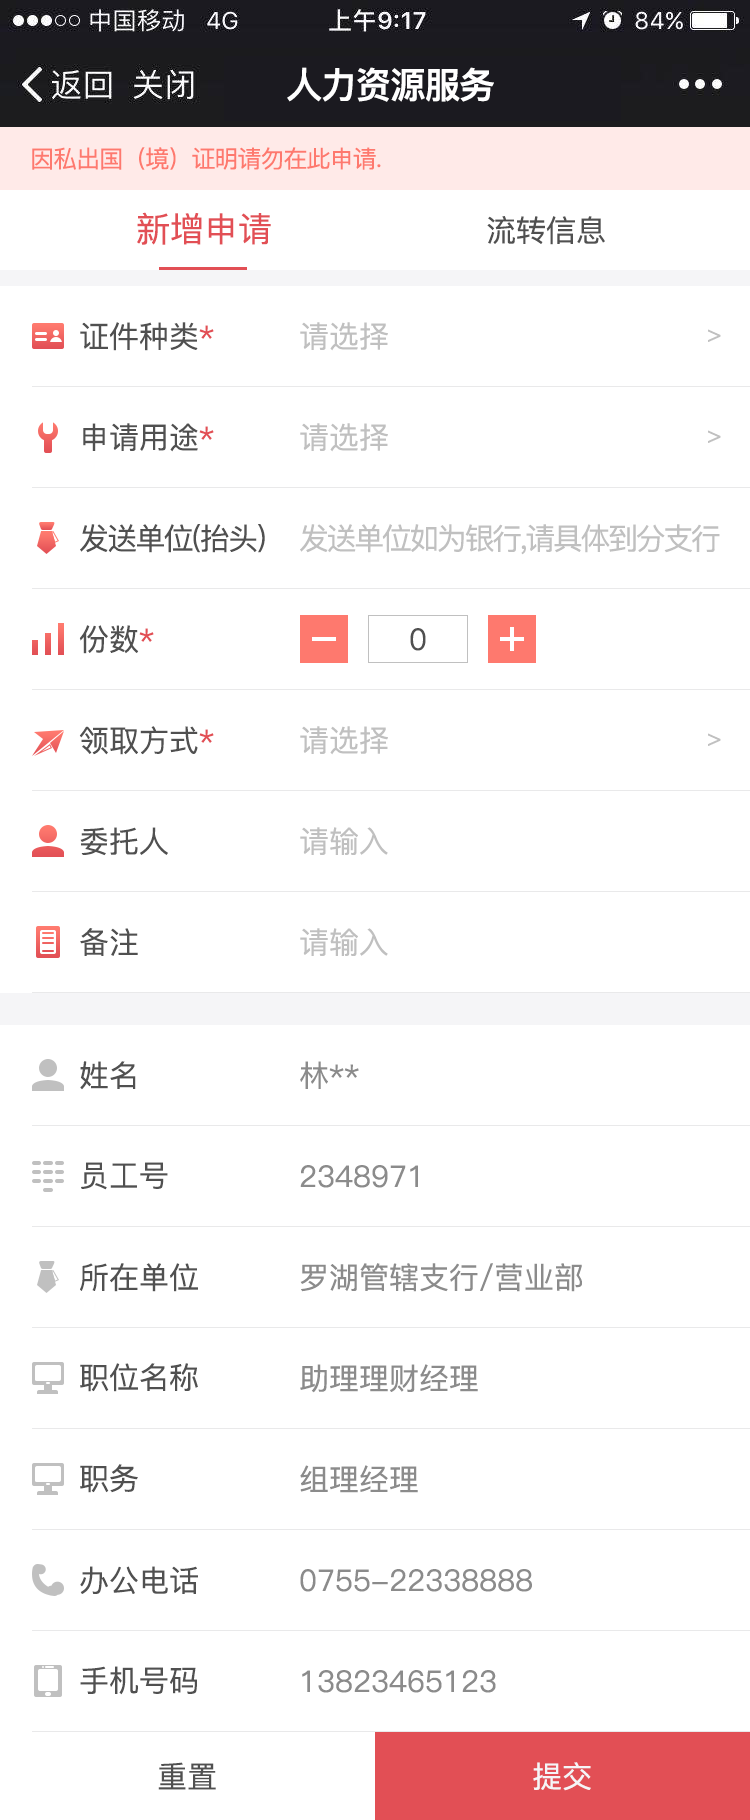 中国移动 4G 上午9:17 84%
返回 关闭 人力资源服务
因私出国（境）证明请勿在此申请.
新增申请 流转信息
证件种类* 请选择 >
申请用途* 请选择 >
发送单位(抬头) 发送单位如为银行,请具体到分支行
份数* 0
领取方式* 请选择 >
委托人 请输入
备注 请输入
姓名 林**
员工号 2348971
所在单位 罗湖管辖支行/营业部
职位名称 助理理财经理
职务 组理经理
办公电话 0755-22338888
手机号码 13823465123
重置 提交